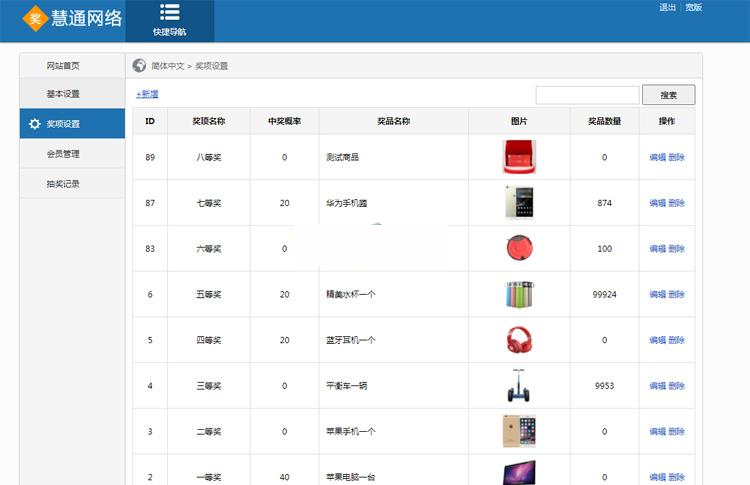 奖 慧通网络
快捷导航
退出 | 宽版
网站首页
基本设置
奖项设置
会员管理
抽奖记录
简体中文 > 奖项设置
+新增
搜索
ID 奖项名称 中奖概率 奖品名称 图片 奖品数量 操作
89 八等奖 0 测试商品 0 编辑 删除
87 七等奖 20 华为手机器 874 编辑 删除
83 六等奖 0 100 编辑 删除
6 五等奖 20 精美水杯一个 99924 编辑 删除
5 四等奖 20 蓝牙耳机一个 0 编辑 删除
4 三等奖 0 平衡车一辆 9953 编辑 删除
3 二等奖 0 苹果手机一个 0 编辑 删除
2 一等奖 40 苹果电脑一台 0 编辑 删除